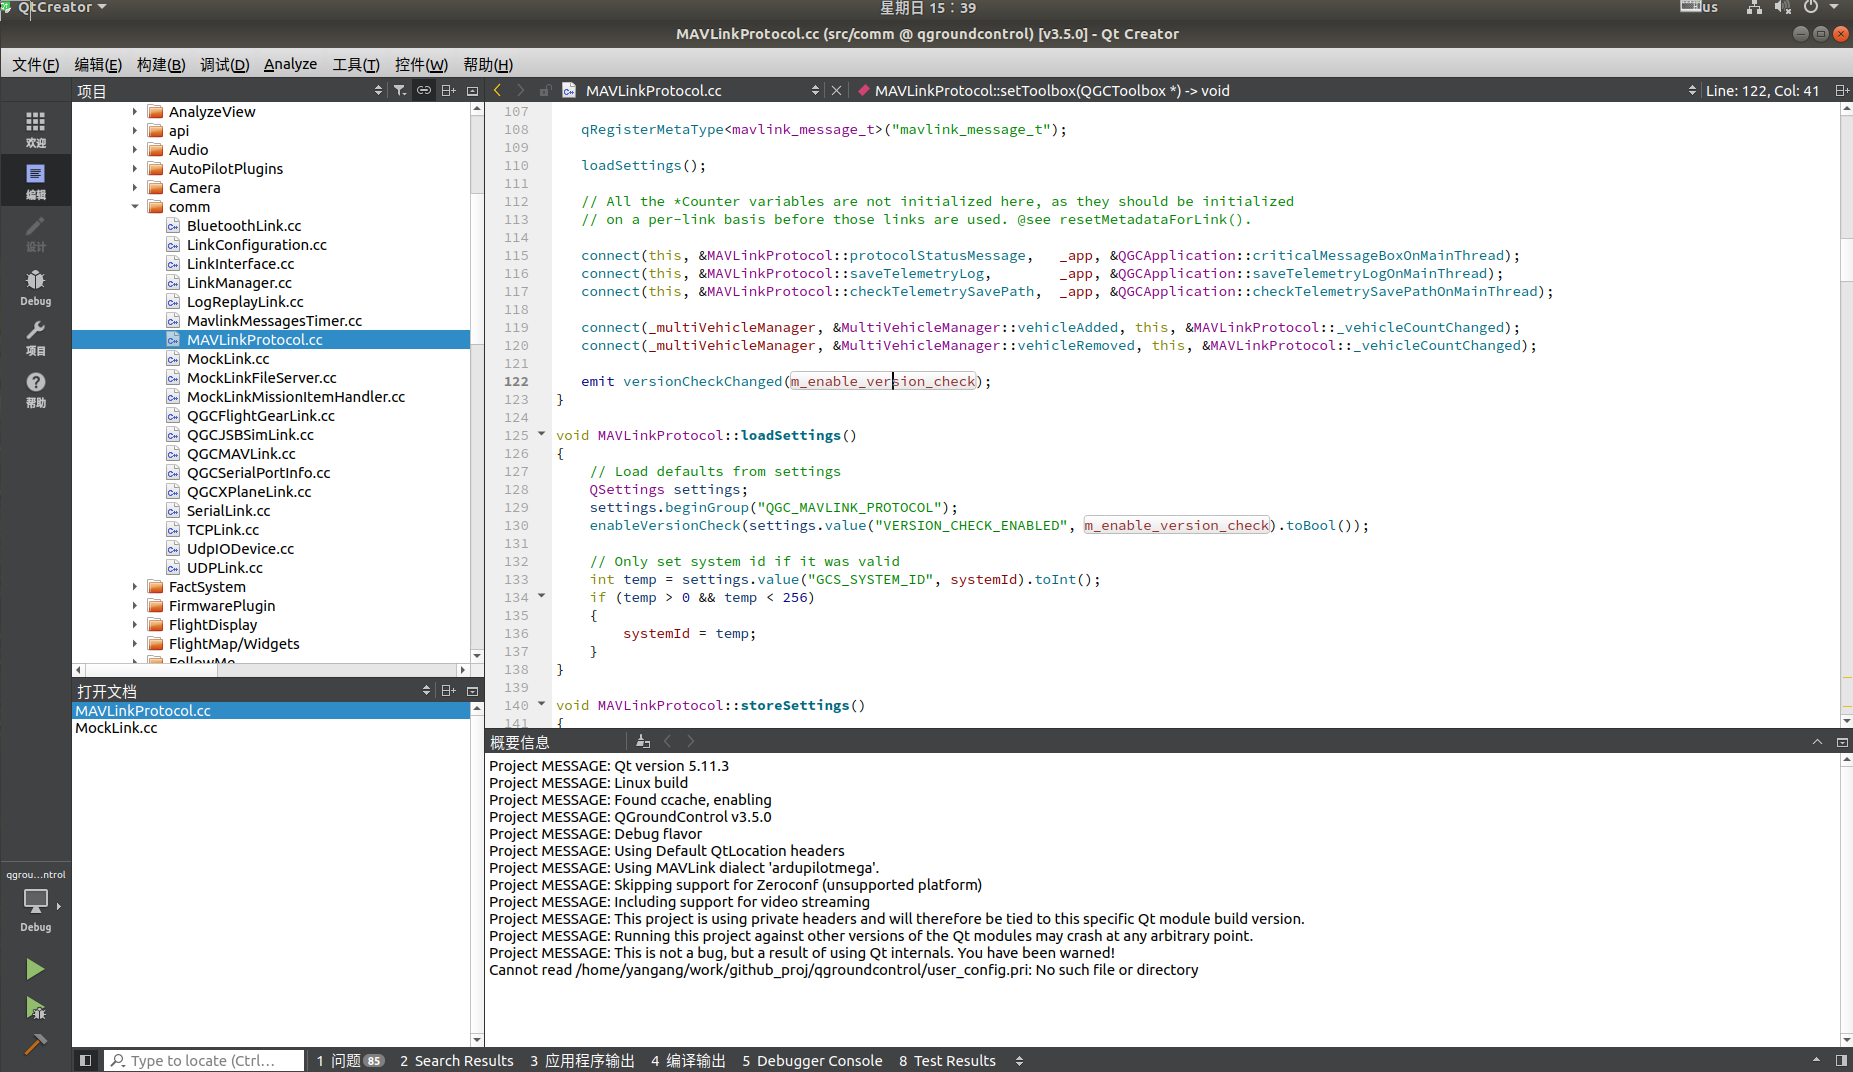 QtCreator
星期日 15：39
us
MAVLinkProtocol.cc (src/comm @ qgroundcontrol) [v3.5.0] - Qt Creator
文件(F) 编辑(E) 构建(B) 调试(D) Analyze 工具(T) 控件(W) 帮助(H)
项目
MAVLinkProtocol.cc
MAVLinkProtocol::setToolbox(QGCToolbox *) -> void
Line: 122, Col: 41
欢迎
编辑
设计
Debug
项目
帮助
qgrou...ntrol
Debug
AnalyzeView
api
Audio
AutoPilotPlugins
Camera
comm
BluetoothLink.cc
LinkConfiguration.cc
LinkInterface.cc
LinkManager.cc
LogReplayLink.cc
MavlinkMessagesTimer.cc
MAVLinkProtocol.cc
MockLink.cc
MockLinkFileServer.cc
MockLinkMissionItemHandler.cc
QGCFlightGearLink.cc
QGCJSBSimLink.cc
QGCMAVLink.cc
QGCSerialPortInfo.cc
QGCXPlaneLink.cc
SerialLink.cc
TCPLink.cc
UdpIODevice.cc
UDPLink.cc
FactSystem
FirmwarePlugin
FlightDisplay
FlightMap/Widgets
FollowMe
打开文档
MAVLinkProtocol.cc
MockLink.cc
107
108 qRegisterMetaType<mavlink_message_t>("mavlink_message_t");
109
110 loadSettings();
111
112 // All the *Counter variables are not initialized here, as they should be initialized
113 // on a per-link basis before those links are used. @see resetMetadataForLink().
114
115 connect(this, &MAVLinkProtocol::protocolStatusMessage, _app, &QGCApplication::criticalMessageBoxOnMainThread);
116 connect(this, &MAVLinkProtocol::saveTelemetryLog, _app, &QGCApplication::saveTelemetryLogOnMainThread);
117 connect(this, &MAVLinkProtocol::checkTelemetrySavePath, _app, &QGCApplication::checkTelemetrySavePathOnMainThread);
118
119 connect(_multiVehicleManager, &MultiVehicleManager::vehicleAdded, this, &MAVLinkProtocol::_vehicleCountChanged);
120 connect(_multiVehicleManager, &MultiVehicleManager::vehicleRemoved, this, &MAVLinkProtocol::_vehicleCountChanged);
121
122 emit versionCheckChanged(m_enable_version_check);
123 }
124
125 void MAVLinkProtocol::loadSettings()
126 {
127 // Load defaults from settings
128 QSettings settings;
129 settings.beginGroup("QGC_MAVLINK_PROTOCOL");
130 enableVersionCheck(settings.value("VERSION_CHECK_ENABLED", m_enable_version_check).toBool());
131
132 // Only set system id if it was valid
133 int temp = settings.value("GCS_SYSTEM_ID", systemId).toInt();
134 if (temp > 0 && temp < 256)
135 {
136 systemId = temp;
137 }
138 }
139
140 void MAVLinkProtocol::storeSettings()
141 {
概要信息
Project MESSAGE: Qt version 5.11.3
Project MESSAGE: Linux build
Project MESSAGE: Found ccache, enabling
Project MESSAGE: QGroundControl v3.5.0
Project MESSAGE: Debug flavor
Project MESSAGE: Using Default QtLocation headers
Project MESSAGE: Using MAVLink dialect 'ardupilotmega'.
Project MESSAGE: Skipping support for Zeroconf (unsupported platform)
Project MESSAGE: Including support for video streaming
Project MESSAGE: This project is using private headers and will therefore be tied to this specific Qt module build version.
Project MESSAGE: Running this project against other versions of the Qt modules may crash at any arbitrary point.
Project MESSAGE: This is not a bug, but a result of using Qt internals. You have been warned!
Cannot read /home/yangang/work/github_proj/qgroundcontrol/user_config.pri: No such file or directory
Type to locate (Ctrl...
1 问题 85 2 Search Results 3 应用程序输出 4 编译输出 5 Debugger Console 8 Test Results